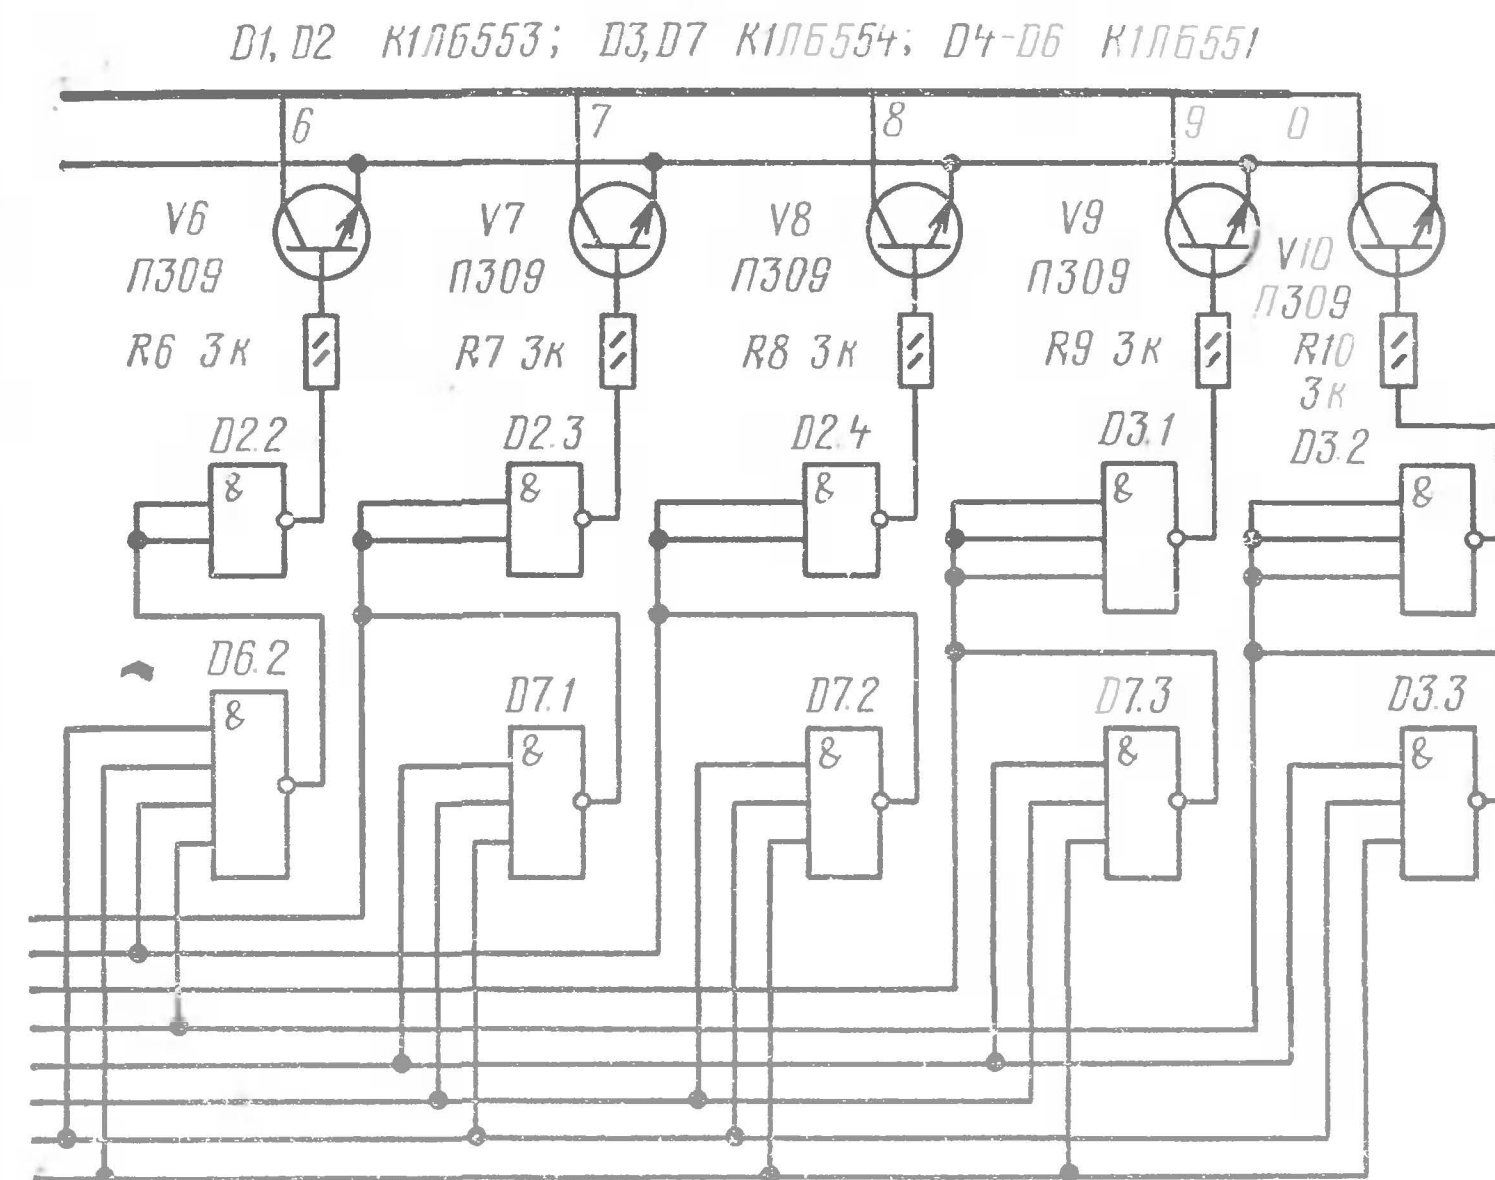 D1, D2 К1ЛБ553; D3, D7 К1ЛБ554; D4-D6 К1ЛБ551
6 7 8 9 0
V6 V7 V8 V9 V10
П309 П309 П309 П309 П309
R6 3к R7 3к R8 3к R9 3к R10 3к
D2.2 D2.3 D2.4 D3.1 D3.2
& & & & &
D6.2 D7.1 D7.2 D7.3 D3.3
& & & & &